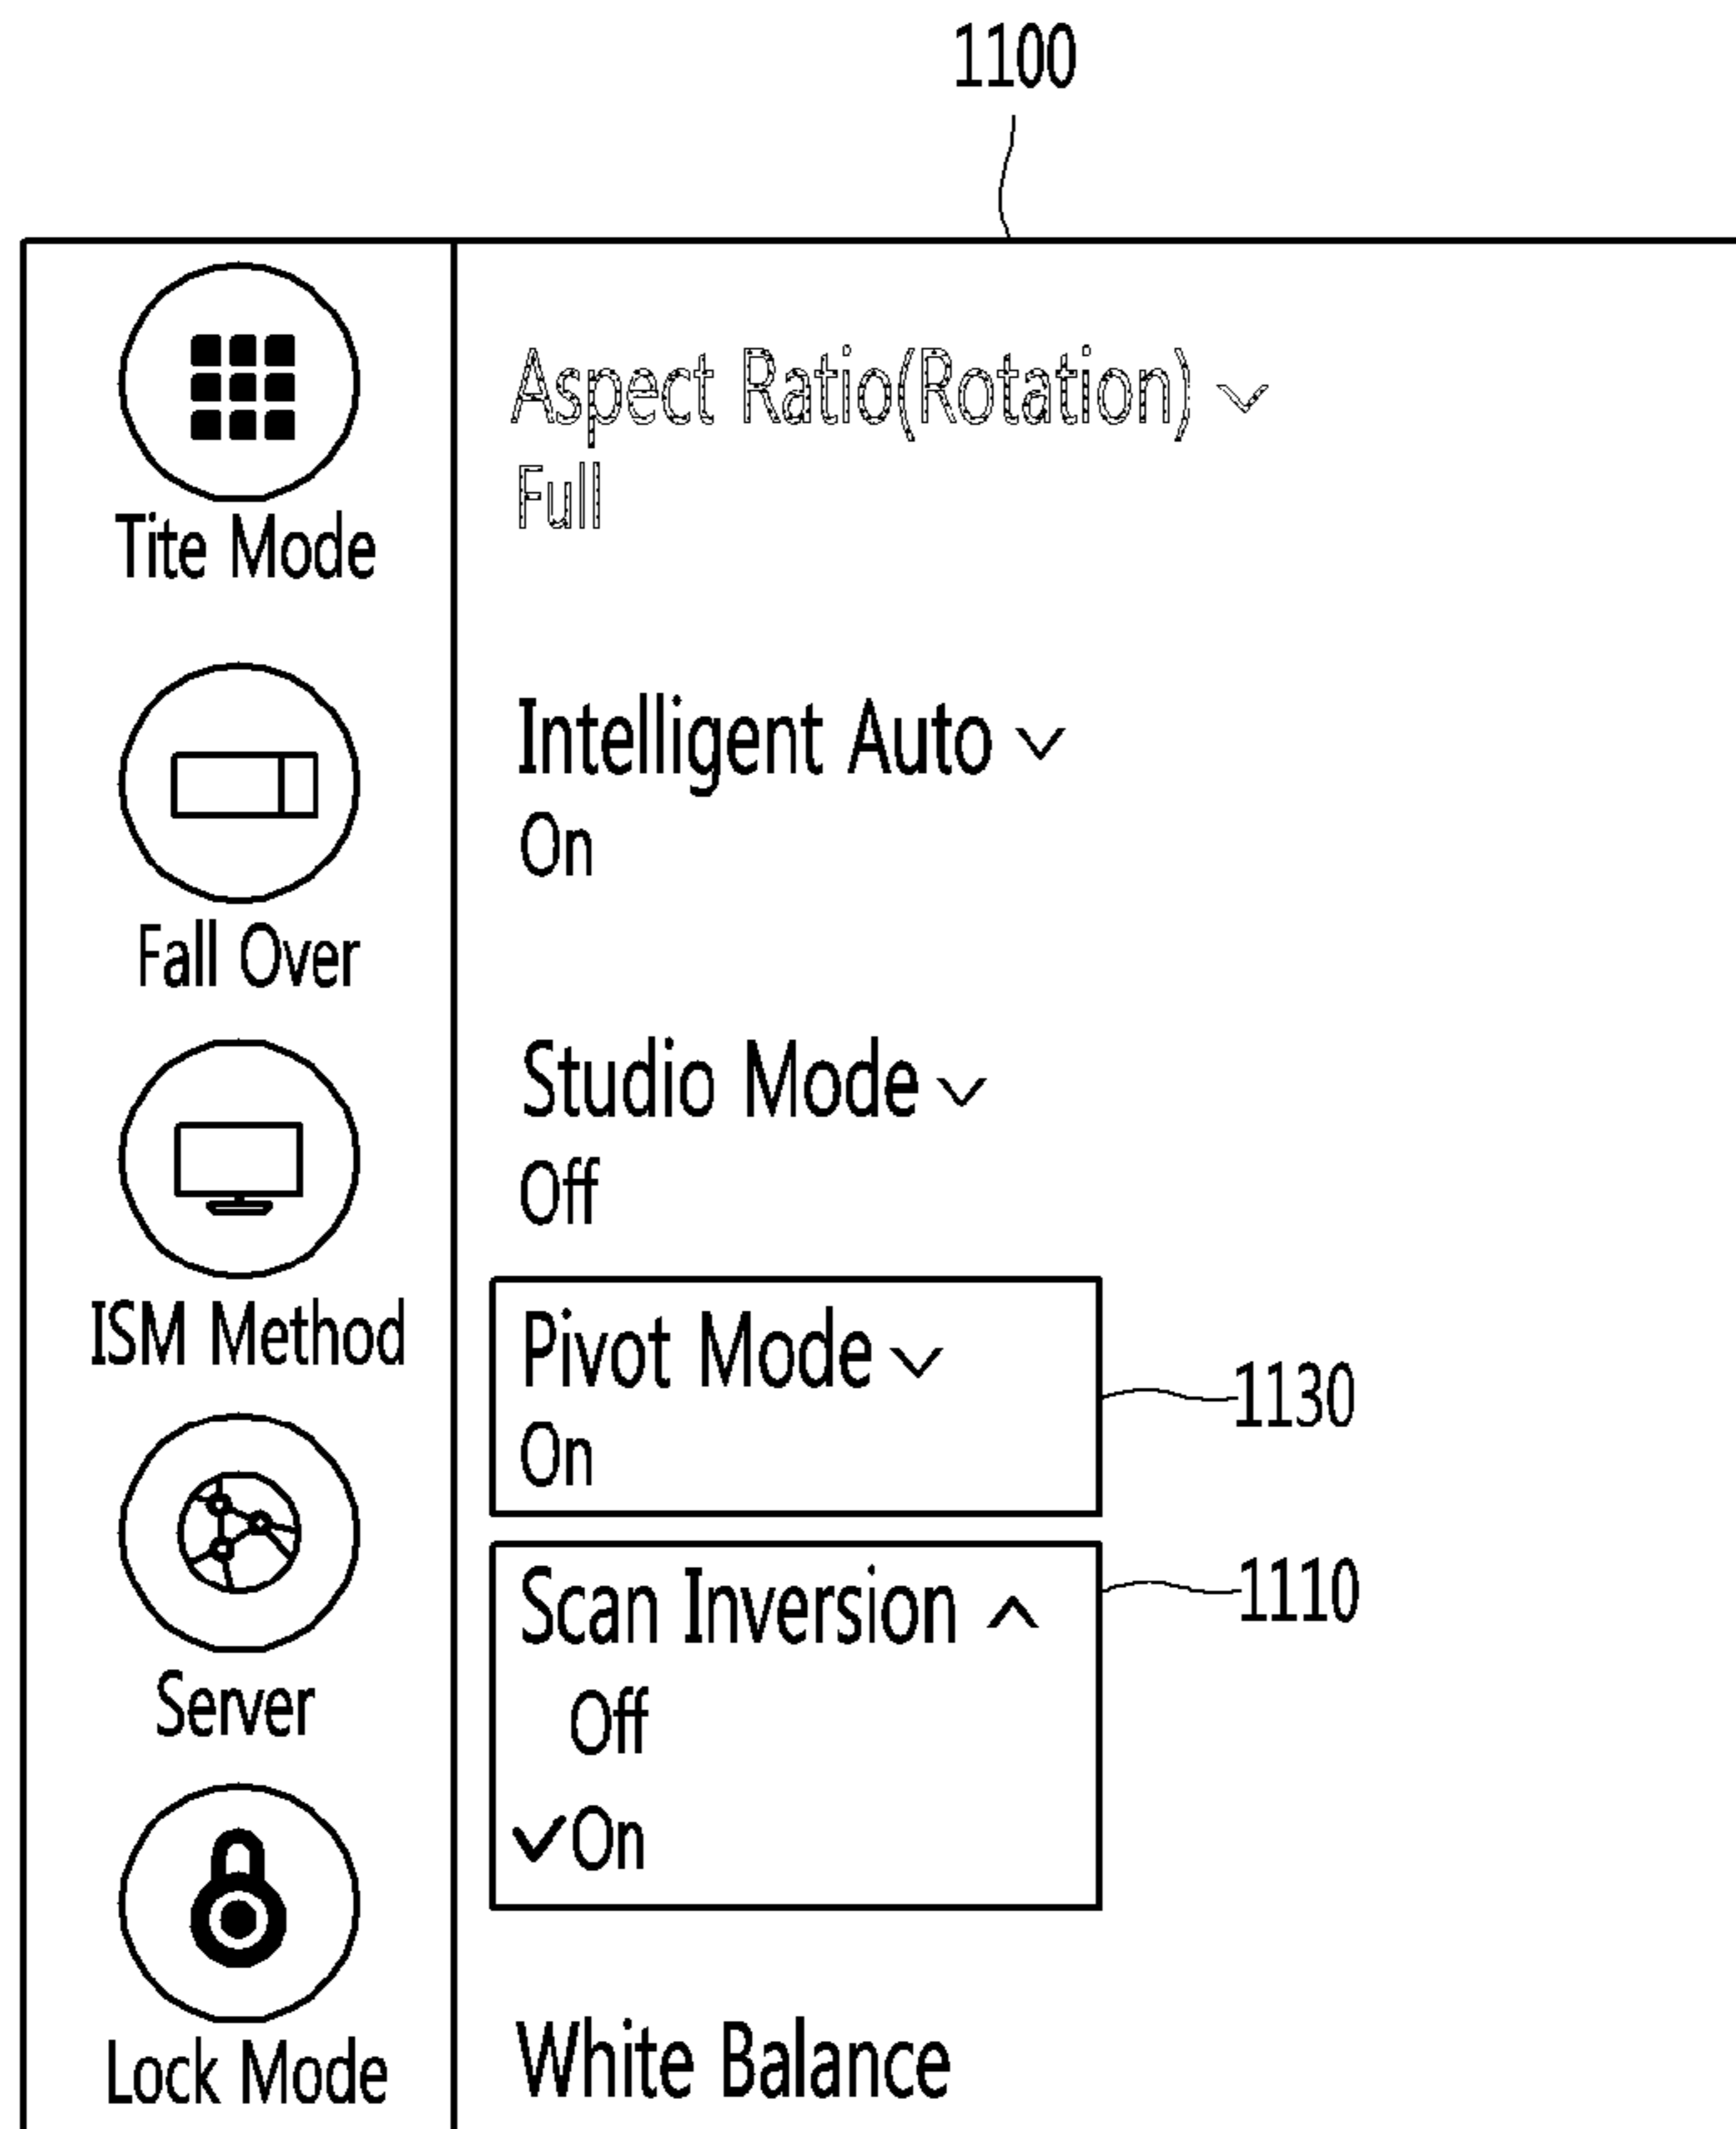 1100
Tite Mode
Fall Over
ISM Method
Server
Lock Mode
Aspect Ratio(Rotation)
Full
Intelligent Auto
On
Studio Mode
Off
Pivot Mode
On
1130
Scan Inversion
1110
Off
On
White Balance